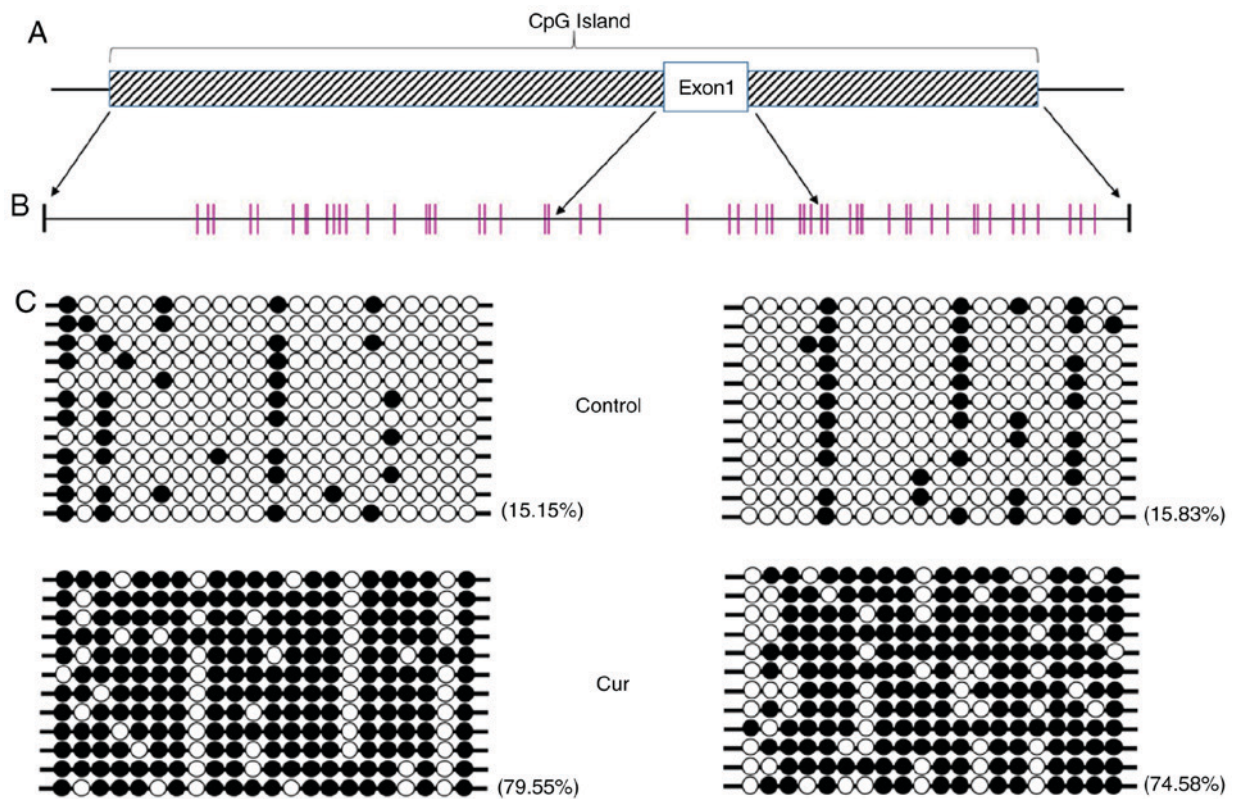 A
CpG Island
Exon1
B
C
Control
(15.15%)
(15.83%)
Cur
(79.55%)
(74.58%)